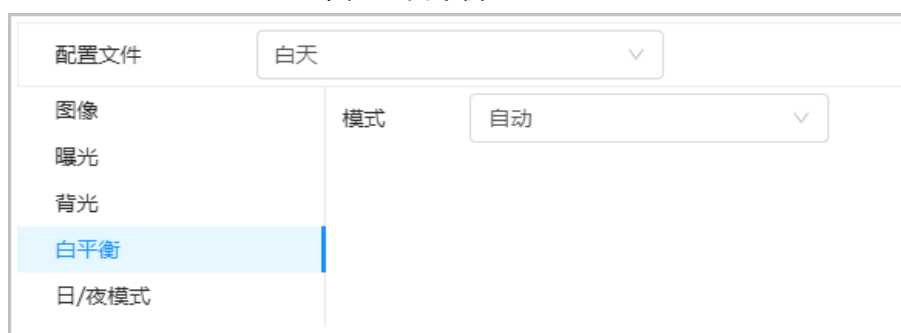 配置文件 白天
图像
模式 自动
曝光
背光
白平衡
日/夜模式